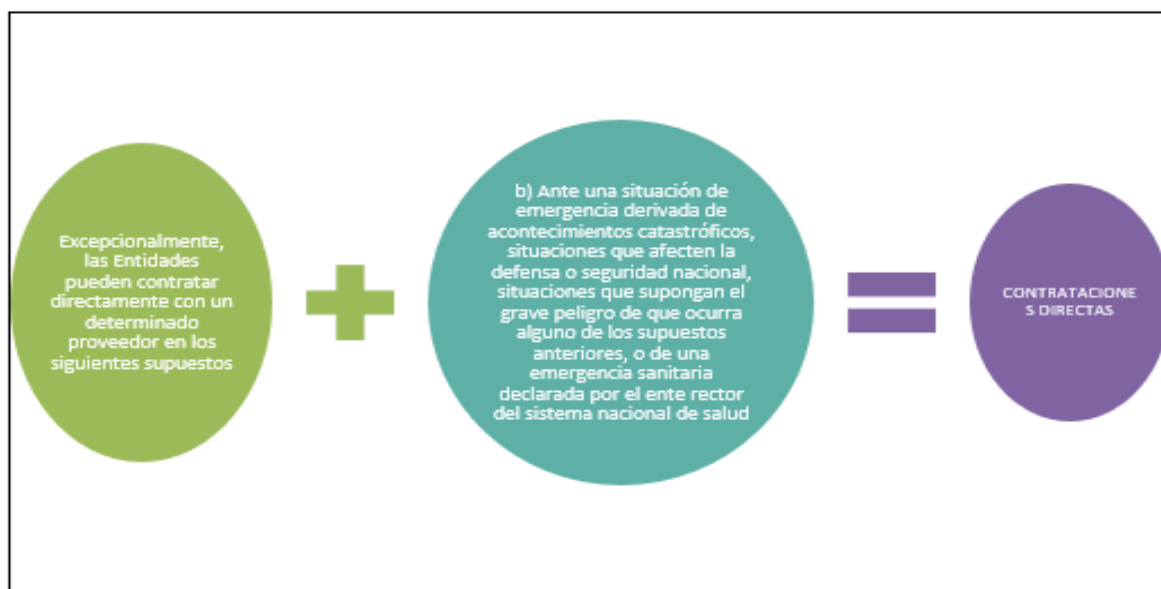 Excepcionalmente,
las Entidades
pueden contratar
directamente con un
determinado
proveedor en los
siguientes supuestos
b) Ante una situación de
emergencia derivada de
acontecimientos catastróficos,
situaciones que afecten la
defensa o seguridad nacional,
situaciones que supongan el
grave peligro de que ocurra
alguno de los supuestos
anteriores, o de una
emergencia sanitaria
declarada por el ente rector
del sistema nacional de salud
CONTRATACIONE
S DIRECTAS